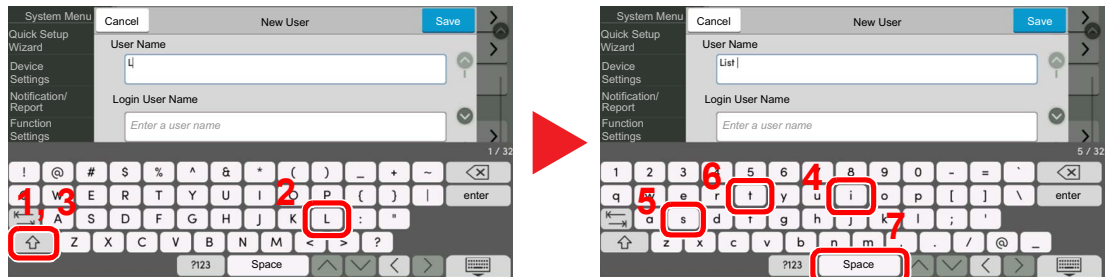 System Menu
Cancel
New User
Save
Quick Setup
Wizard
User Name
L
Device
Settings
Notification/
Report
Login User Name
Function
Settings
Enter a user name
1 / 32
! @ # $ % ^ & * ( ) _ + ~
W E R T Y U I O P { } | enter
1, 3
2
A S D F G H J K L : "
Z X C V B N M < > ?
?123 Space
System Menu
Cancel
New User
Save
Quick Setup
Wizard
User Name
List
Device
Settings
Notification/
Report
Login User Name
Function
Settings
Enter a user name
5 / 32
1 2 3 5 6 7 8 9 0 - = `
6
4
q w e r t y u i o p [ ] \ enter
5
a s d f g h j k l ; '
7
z x c v b n m , . / @ _
?123 Space